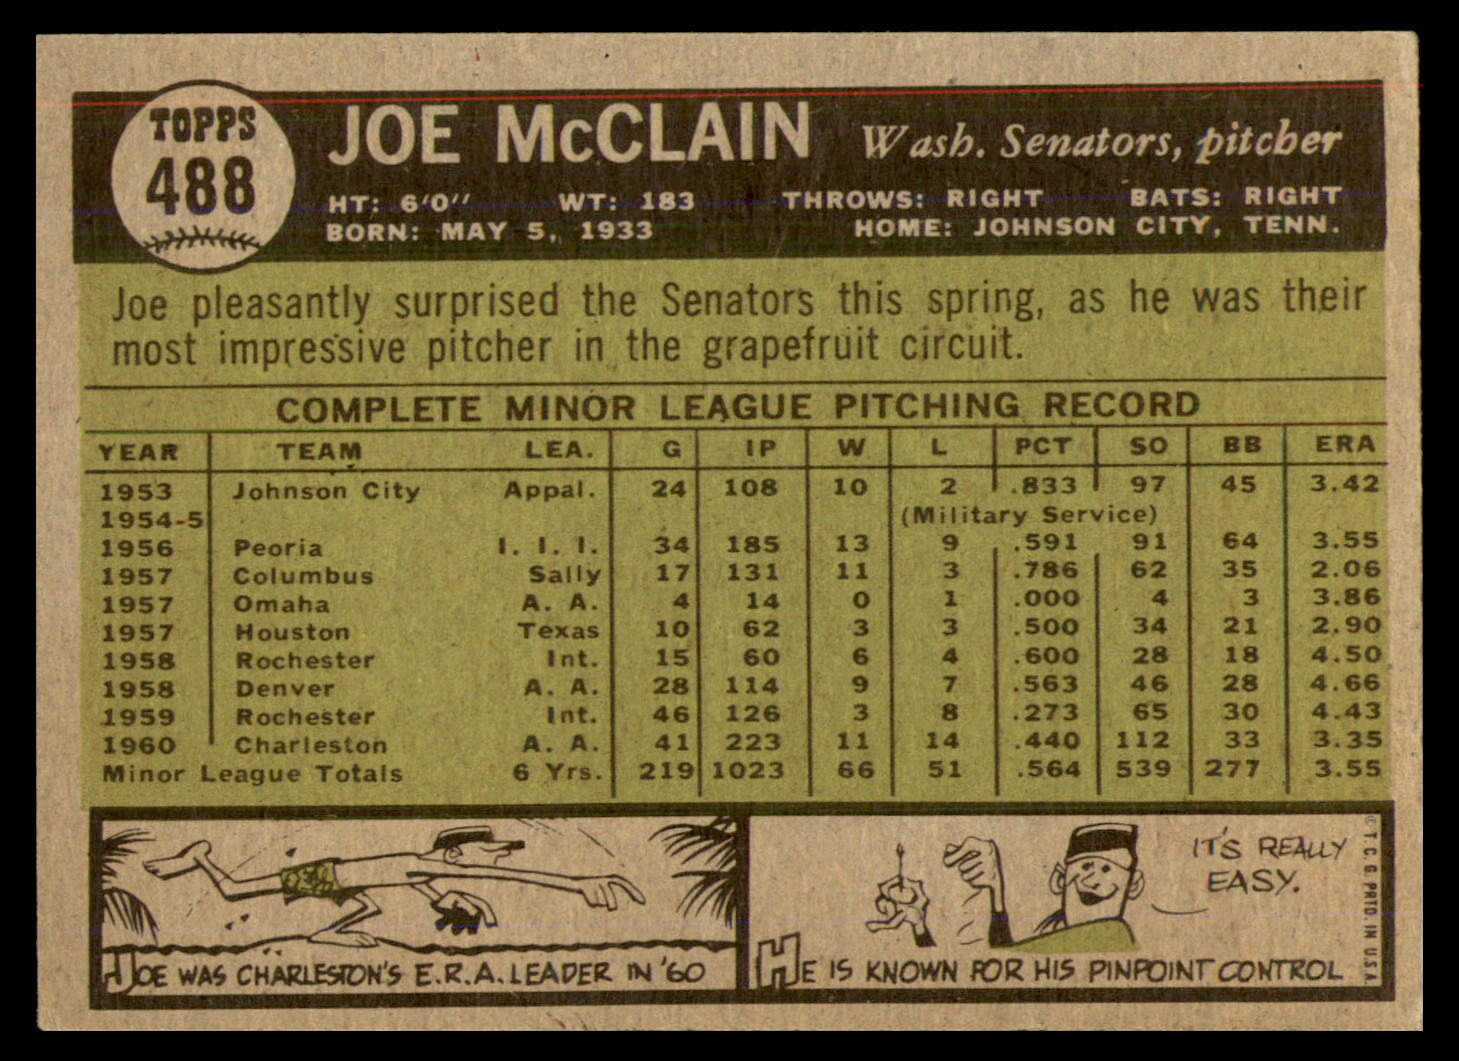 TOPPS
488
JOE McCLAIN Wash. Senators, pitcher
HT: 6'0" WT: 183 THROWS: RIGHT BATS: RIGHT
BORN: MAY 5, 1933 HOME: JOHNSON CITY, TENN.
Joe pleasantly surprised the Senators this spring, as he was their
most impressive pitcher in the grapefruit circuit.
COMPLETE MINOR LEAGUE PITCHING RECORD
YEAR TEAM LEA. G IP W L PCT SO BB ERA
1953 Johnson City Appal. 24 108 10 2 .833 97 45 3.42
1954-5 (Military Service)
1956 Peoria I. I. I. 34 185 13 9 .591 91 64 3.55
1957 Columbus Sally 17 131 11 3 .786 62 35 2.06
1957 Omaha A. A. 4 14 0 1 .000 4 3 3.86
1957 Houston Texas 10 62 3 3 .500 34 21 2.90
1958 Rochester Int. 15 60 6 4 .600 28 18 4.50
1958 Denver A. A. 28 114 9 7 .563 46 28 4.66
1959 Rochester Int. 46 126 3 8 .273 65 30 4.43
1960 Charleston A. A. 41 223 11 14 .440 112 33 3.35
Minor League Totals 6 Yrs. 219 1023 66 51 .564 539 277 3.55
JOE WAS CHARLESTON'S E.R.A. LEADER IN '60
IT'S REALLY
EASY.
HE IS KNOWN FOR HIS PINPOINT CONTROL
© T. C. G. PRTD. IN U.S.A.